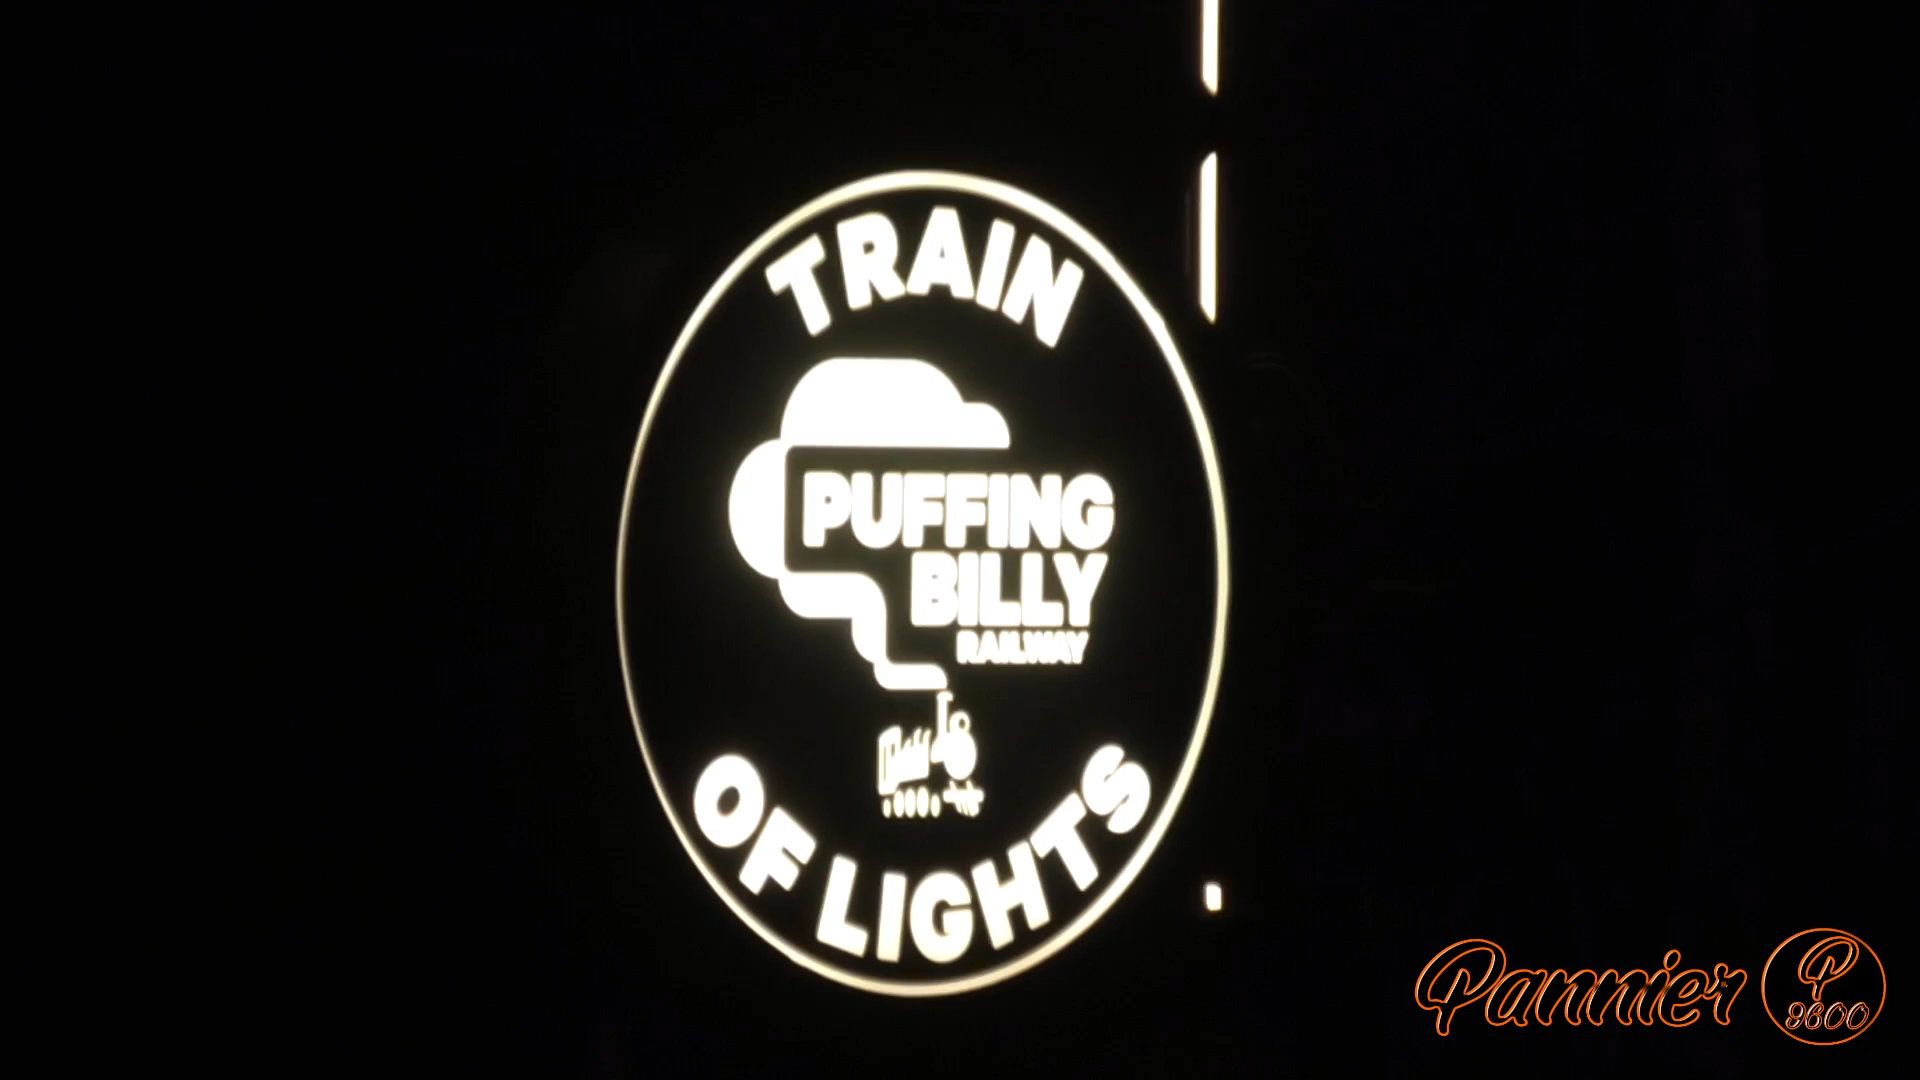 TRAIN
PUFFING
BILLY
RAILWAY
OF LIGHTS
Pannier
P
9600